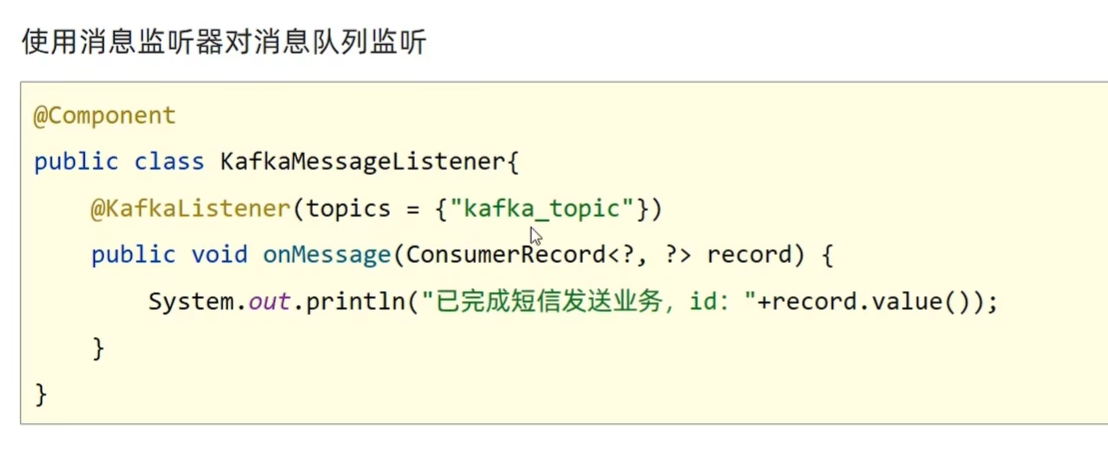 使用消息监听器对消息队列监听
@Component
public class KafkaMessageListener{
    @KafkaListener(topics = {"kafka_topic"})
    public void onMessage(ConsumerRecord<?, ?> record) {
        System.out.println("已完成短信发送业务，id："+record.value());
    }
}